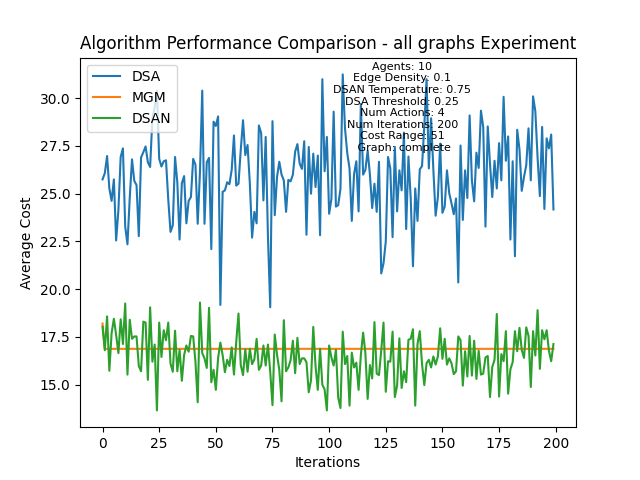 Algorithm Performance Comparison - all graphs Experiment
DSA
MGM
DSAN
Agents: 10
Edge Density: 0.1
DSAN Temperature: 0.75
DSA Threshold: 0.25
Num Actions: 4
Num Iterations: 200
Cost Range: 51
Graph: complete
Average Cost
30.0
27.5
25.0
22.5
20.0
17.5
15.0
0
25
50
75
100
125
150
175
200
Iterations